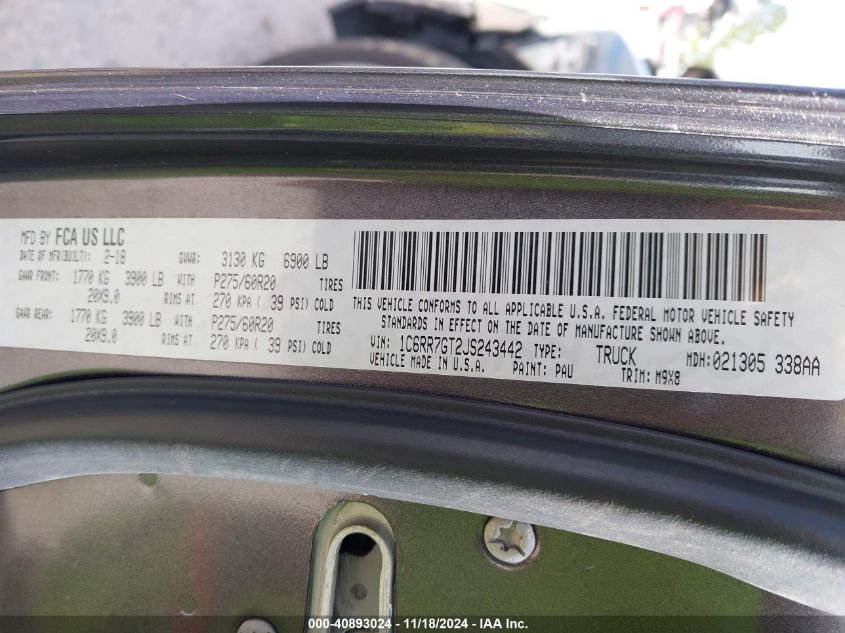 MFD BY FCA US LLC
DATE OF MFR(BUILT): 2-18 GVWR: 3130 KG 6900 LB
GAWR FRONT: 1770 KG 3900 LB WITH P275/60R20 TIRES
20X9.0 RIMS AT 270 KPA ( 39 PSI) COLD
GAWR REAR: 1770 KG 3900 LB WITH P275/60R20 TIRES
20X9.0 RIMS AT 270 KPA ( 39 PSI) COLD
THIS VEHICLE CONFORMS TO ALL APPLICABLE U.S.A. FEDERAL MOTOR VEHICLE SAFETY
STANDARDS IN EFFECT ON THE DATE OF MANUFACTURE SHOWN ABOVE.
VIN: 1C6RR7GT2JS243442 TYPE: TRUCK MDH:021305 338AA
VEHICLE MADE IN U.S.A. PAINT: PAU TRIM: M9X8
000-40893024 - 11/18/2024 - IAA Inc.